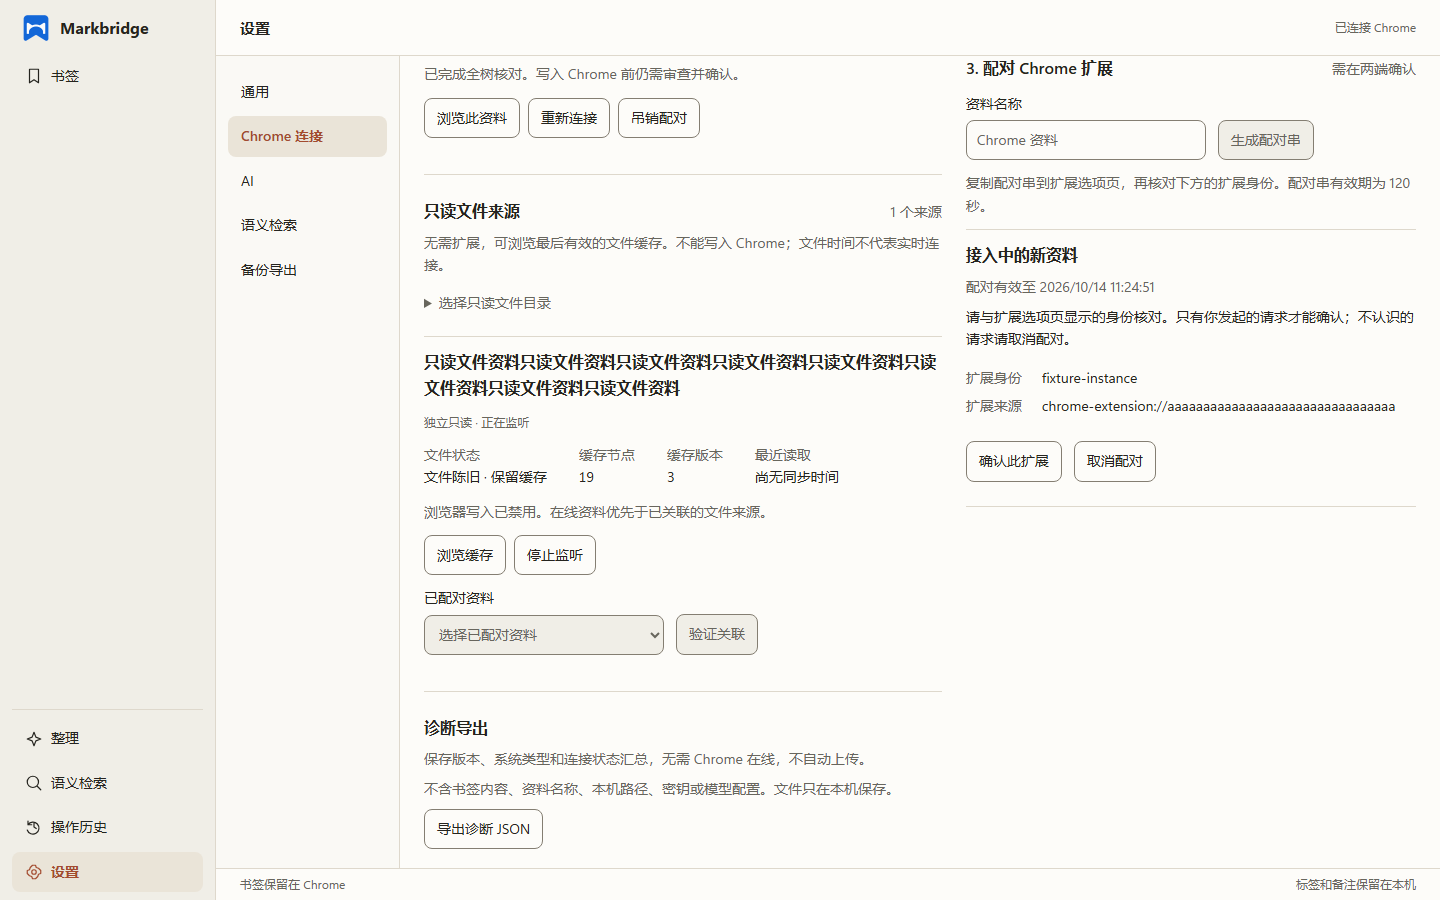 Markbridge
书签
整理
语义检索
操作历史
设置
设置
已连接 Chrome
通用
Chrome 连接
AI
语义检索
备份导出
已完成全树核对。写入 Chrome 前仍需审查并确认。
浏览此资料
重新连接
吊销配对
只读文件来源
1 个来源
无需扩展，可浏览最后有效的文件缓存。不能写入 Chrome；文件时间不代表实时连
接。
选择只读文件目录
只读文件资料只读文件资料只读文件资料只读文件资料只读文件资料只读
文件资料只读文件资料只读文件资料
独立只读 · 正在监听
文件状态
缓存节点
缓存版本
最近读取
文件陈旧 · 保留缓存
19
3
尚无同步时间
浏览器写入已禁用。在线资料优先于已关联的文件来源。
浏览缓存
停止监听
已配对资料
选择已配对资料
验证关联
诊断导出
保存版本、系统类型和连接状态汇总，无需 Chrome 在线，不自动上传。
不含书签内容、资料名称、本机路径、密钥或模型配置。文件只在本机保存。
导出诊断 JSON
3. 配对 Chrome 扩展
需在两端确认
资料名称
Chrome 资料
生成配对串
复制配对串到扩展选项页，再核对下方的扩展身份。配对串有效期为 120
秒。
接入中的新资料
配对有效至 2026/10/14 11:24:51
请与扩展选项页显示的身份核对。只有你发起的请求才能确认；不认识的
请求请取消配对。
扩展身份
fixture-instance
扩展来源
chrome-extension://aaaaaaaaaaaaaaaaaaaaaaaaaaaaaaaa
确认此扩展
取消配对
书签保留在 Chrome
标签和备注保留在本机